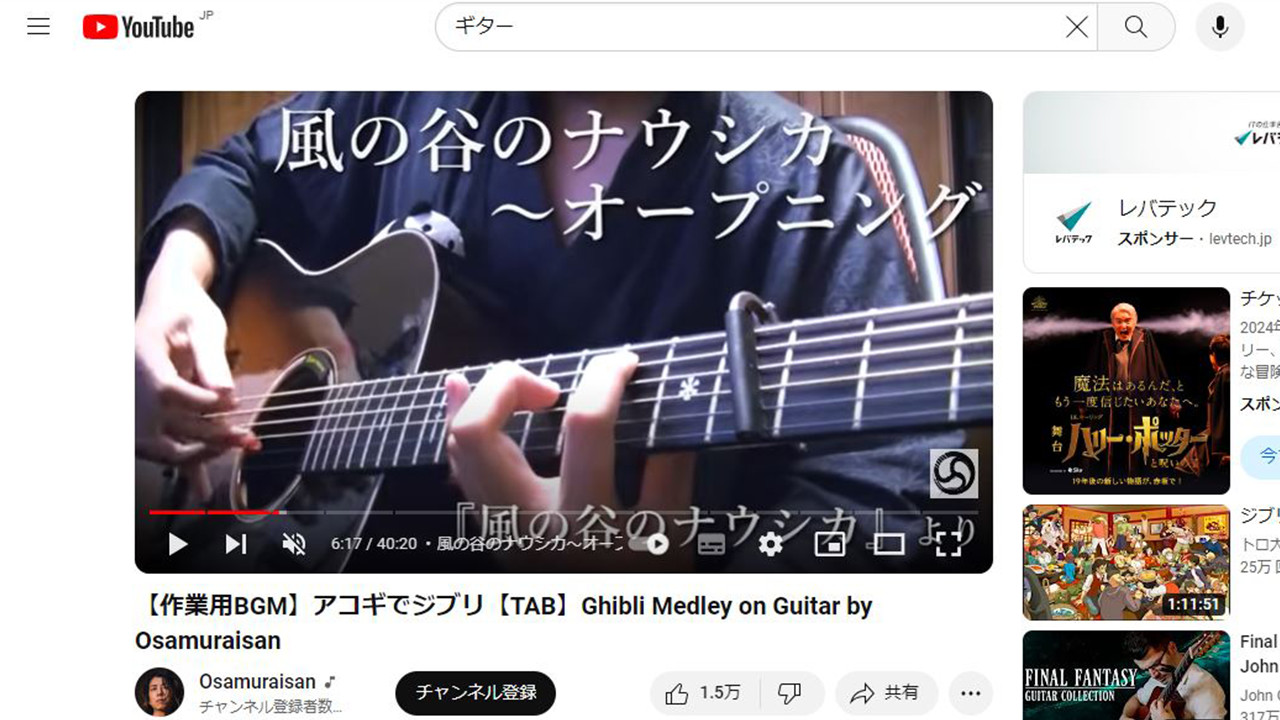 YouTube JP
ギター
風の谷のナウシカ
～オープニング
『風の谷のナウシカ』より
6:17 / 40:20 ・風の谷のナウシカ～オー
【作業用BGM】アコギでジブリ【TAB】Ghibli Medley on Guitar by
Osamuraisan
Osamuraisan
チャンネル登録者数...
チャンネル登録
1.5万
共有
レバテック
レバテック
スポンサー・levtech.jp
魔法はあるんだ、と
もう一度信じたいあなたへ。
舞台
ハリー・ポッター
と呪いの
19年後の新しい物語が、赤坂で！
チケッ
2024年
リー、
な冒険
スポン
今す
ジブリ
トロ大
25万回
1:11:51
FINAL FANTASY
GUITAR COLLECTION
Final
John
John
317万